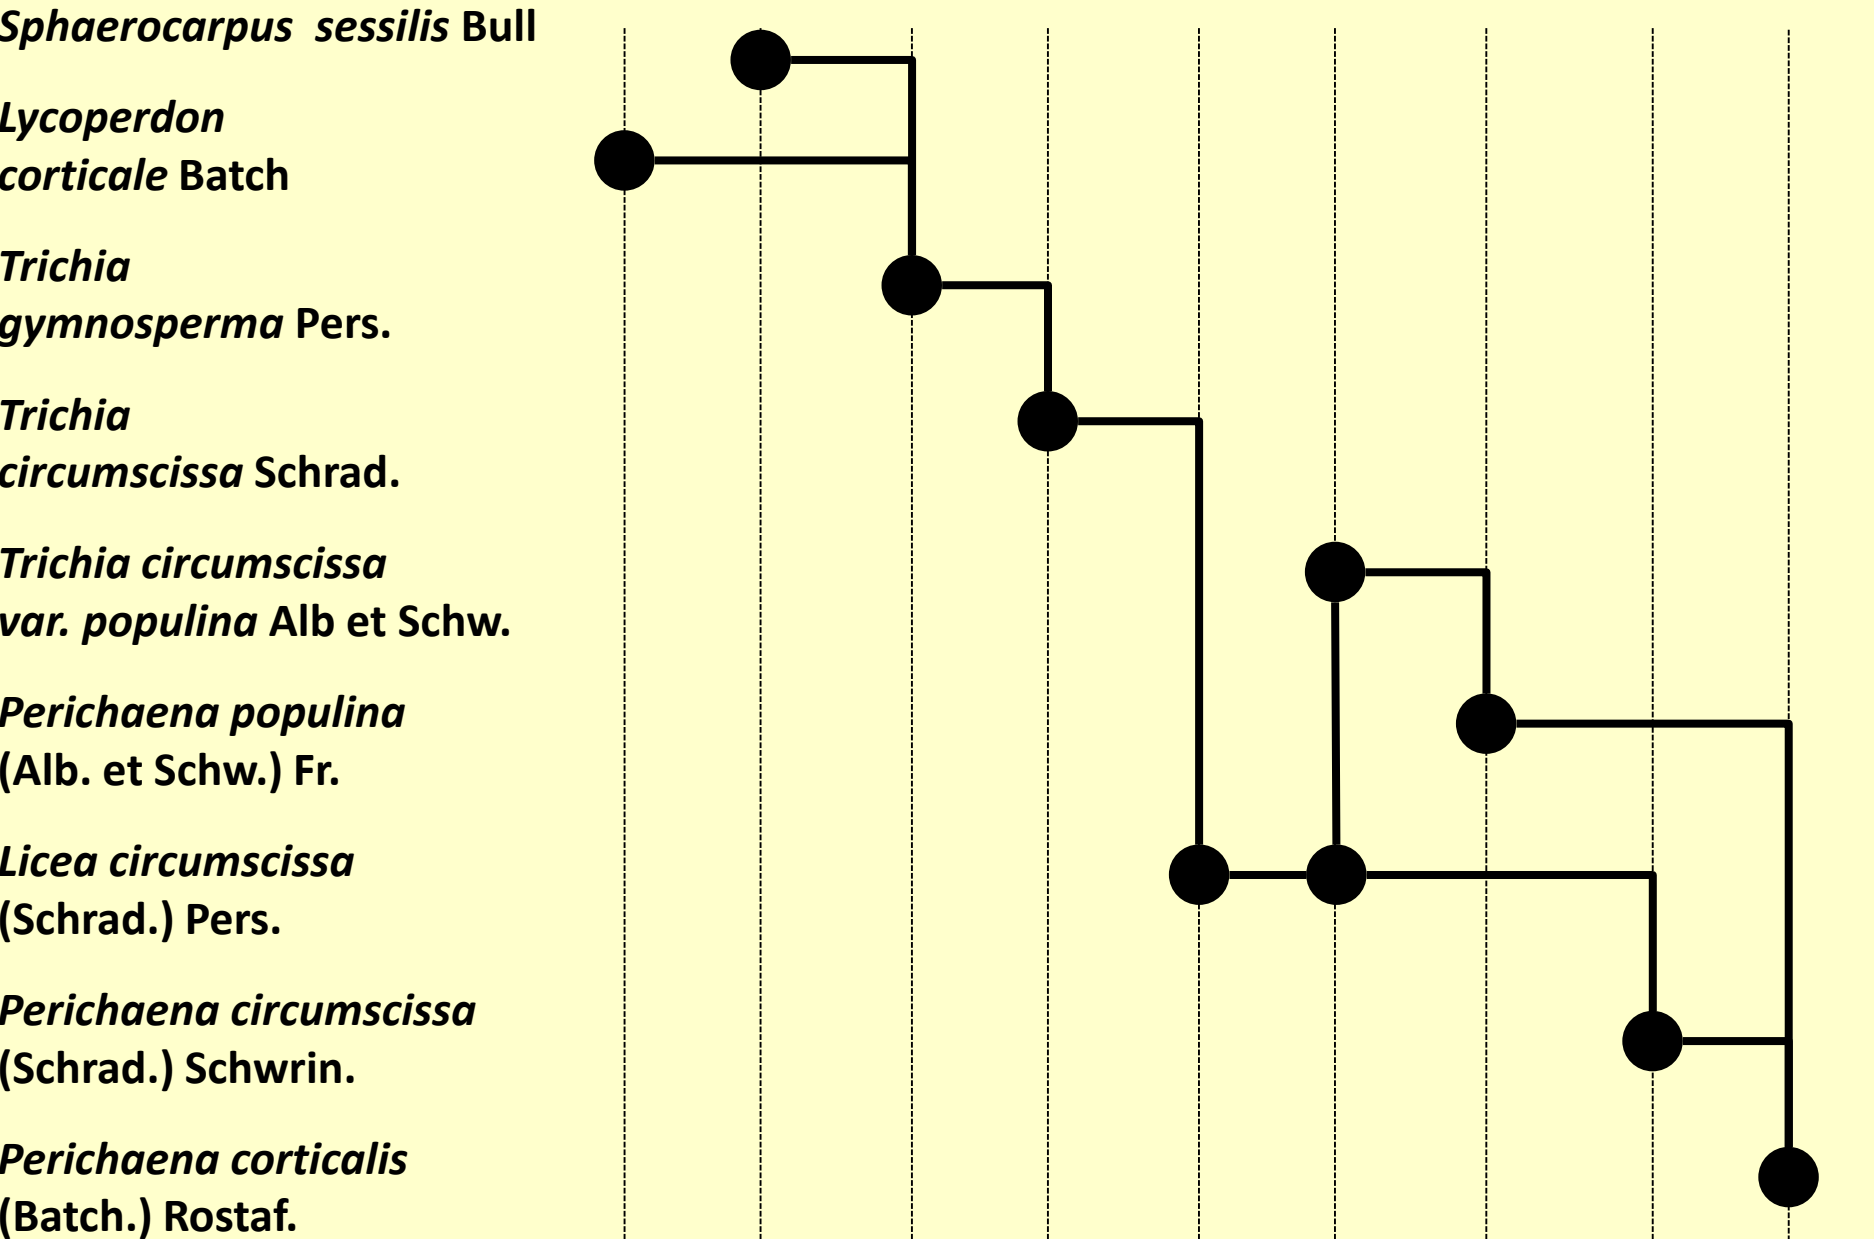 Sphaerocarpus sessilis Bull
Lycoperdon
corticale Batch
Trichia
gymnosperma Pers.
Trichia
circumscissa Schrad.
Trichia circumscissa
var. populina Alb et Schw.
Perichaena populina
(Alb. et Schw.) Fr.
Licea circumscissa
(Schrad.) Pers.
Perichaena circumscissa
(Schrad.) Schwrin.
Perichaena corticalis
(Batch.) Rostaf.